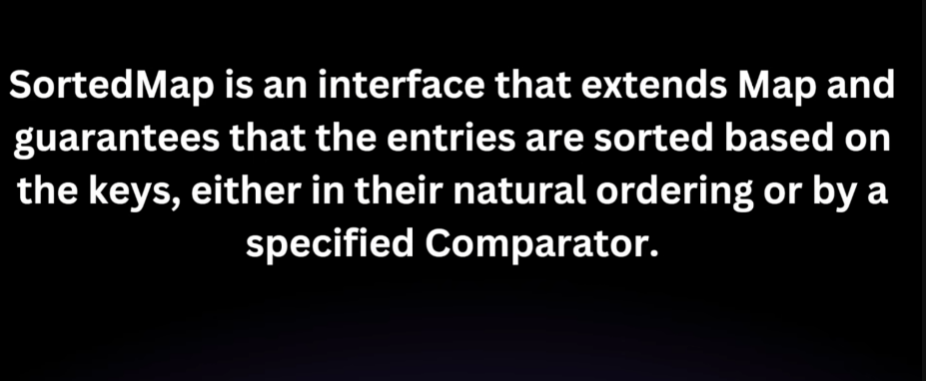 SortedMap is an interface that extends Map and
guarantees that the entries are sorted based on
the keys, either in their natural ordering or by a
specified Comparator.